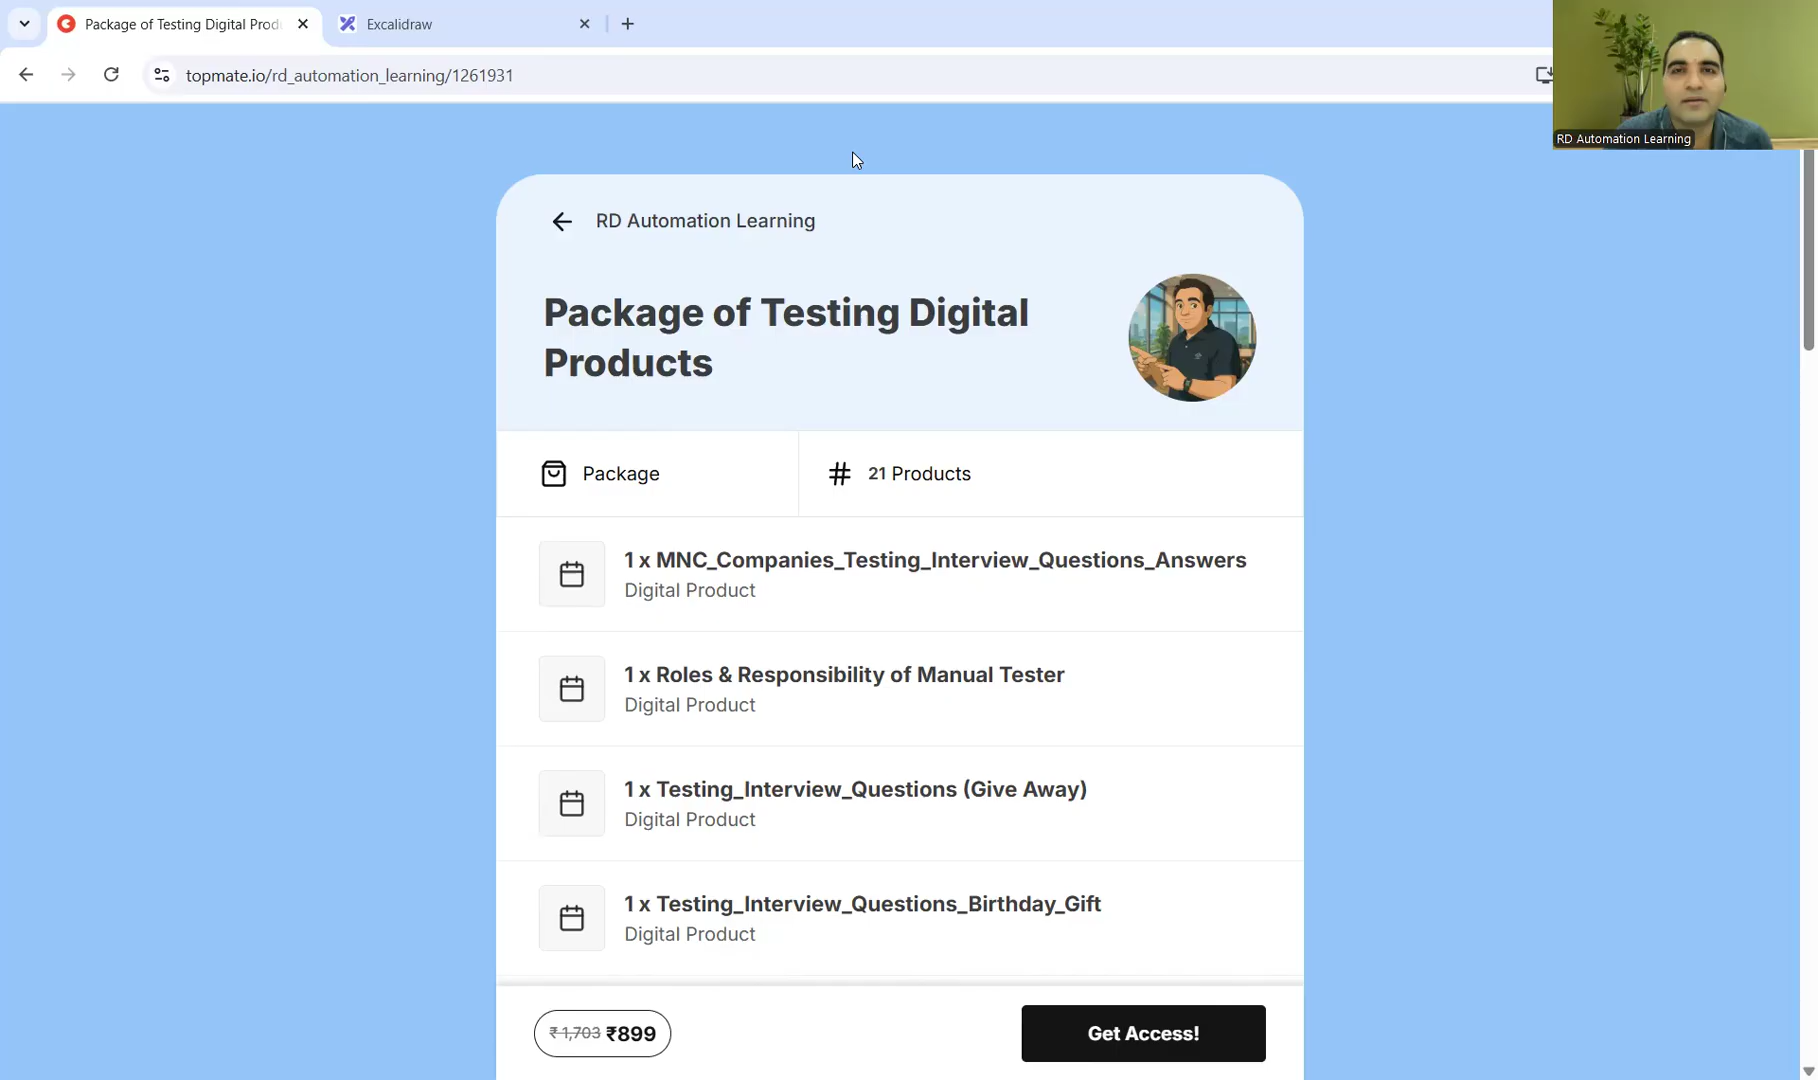 Package of Testing Digital Prod
Excalidraw
topmate.io/rd_automation_learning/1261931
RD Automation Learning
RD Automation Learning
Package of Testing Digital
Products
Package
# 21 Products
1 x MNC_Companies_Testing_Interview_Questions_Answers
Digital Product
1 x Roles & Responsibility of Manual Tester
Digital Product
1 x Testing_Interview_Questions (Give Away)
Digital Product
1 x Testing_Interview_Questions_Birthday_Gift
Digital Product
₹1,703 ₹899
Get Access!